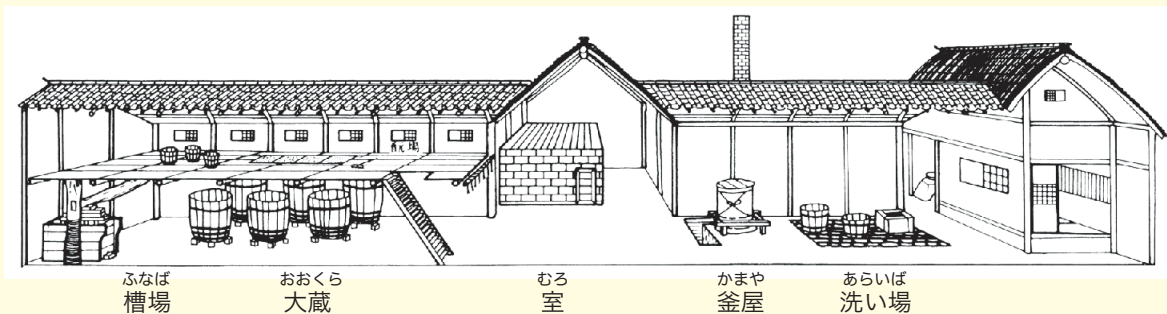 ふなば おおくら むろ かまや あらいば
槽場 大蔵 室 釜屋 洗い場